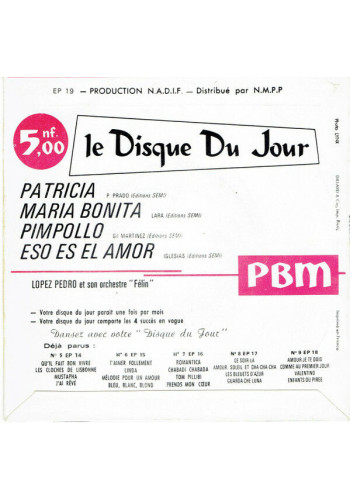 EP 19 — PRODUCTION N.A.D.I.F. — Distribué par N.M.P.P
5,00 nf.
le Disque Du Jour
PATRICIA P. PRADO (Editions SEMI)
MARIA BONITA LARA (Editions SEMI)
PIMPOLLO GI MARTINEZ (Editions SEMI)
ESO ES EL AMOR IGLESIAS (Editions SEMI)
PBM
LOPEZ PEDRO et son orchestre "Félin"
— Votre disque du jour paraît une fois par mois
— Votre disque du jour comporte les 4 succès en vogue
Dansez avec votre "Disque du Jour"
Déjà parus :
N° 5 EP 14
QU'IL FAIT BON VIVRE
LES CLOCHES DE LISBONNE
MUSTAPHA
J'AI RÊVÉ
N° 6 EP 15
T'AIMER FOLLEMENT
LINDA
MÉLODIE POUR UN AMOUR
BLEU, BLANC, BLOND
N° 7 EP 16
ROMANTICA
CHABADI CHABADA
TOM PILLIBI
PRENDS MON CŒUR
N° 8 EP 17
CE SOIR-LA
AMOUR SOLEIL ET CHA CHA CHA
LES BLEUETS D'AZUR
GUARDA CHE LUNA
N° 9 EP 18
AMOUR JE TE DOIS
COMME AU PREMIER JOUR
VALENTINO
ENFANTS DU PIREE